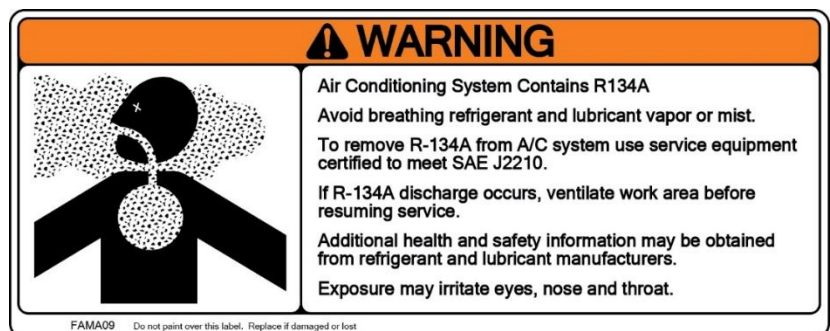 WARNING
Air Conditioning System Contains R134A
Avoid breathing refrigerant and lubricant vapor or mist.
To remove R-134A from A/C system use service equipment
certified to meet SAE J2210.
If R-134A discharge occurs, ventilate work area before
resuming service.
Additional health and safety information may be obtained
from refrigerant and lubricant manufacturers.
Exposure may irritate eyes, nose and throat.
FAMA09 Do not paint over this label. Replace if damaged or lost